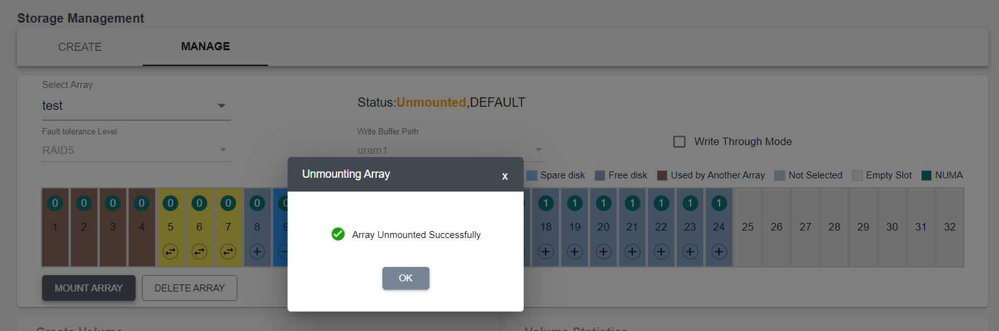 Storage Management
CREATE MANAGE
Select Array
test
Status:Unmounted,DEFAULT
Fault tolerance Level
RAID5
Write Buffer Path
uram1
Write Through Mode
Unmounting Array x
Spare disk Free disk Used by Another Array Not Selected Empty Slot NUMA
0 0 0 0 0 0 0 0 0 1 1 1 1 1 1 1
1 2 3 4 5 6 7 8 9 18 19 20 21 22 23 24 25 26 27 28 29 30 31 32
Array Unmounted Successfully
OK
MOUNT ARRAY DELETE ARRAY
Create Volume
Volume Statistics